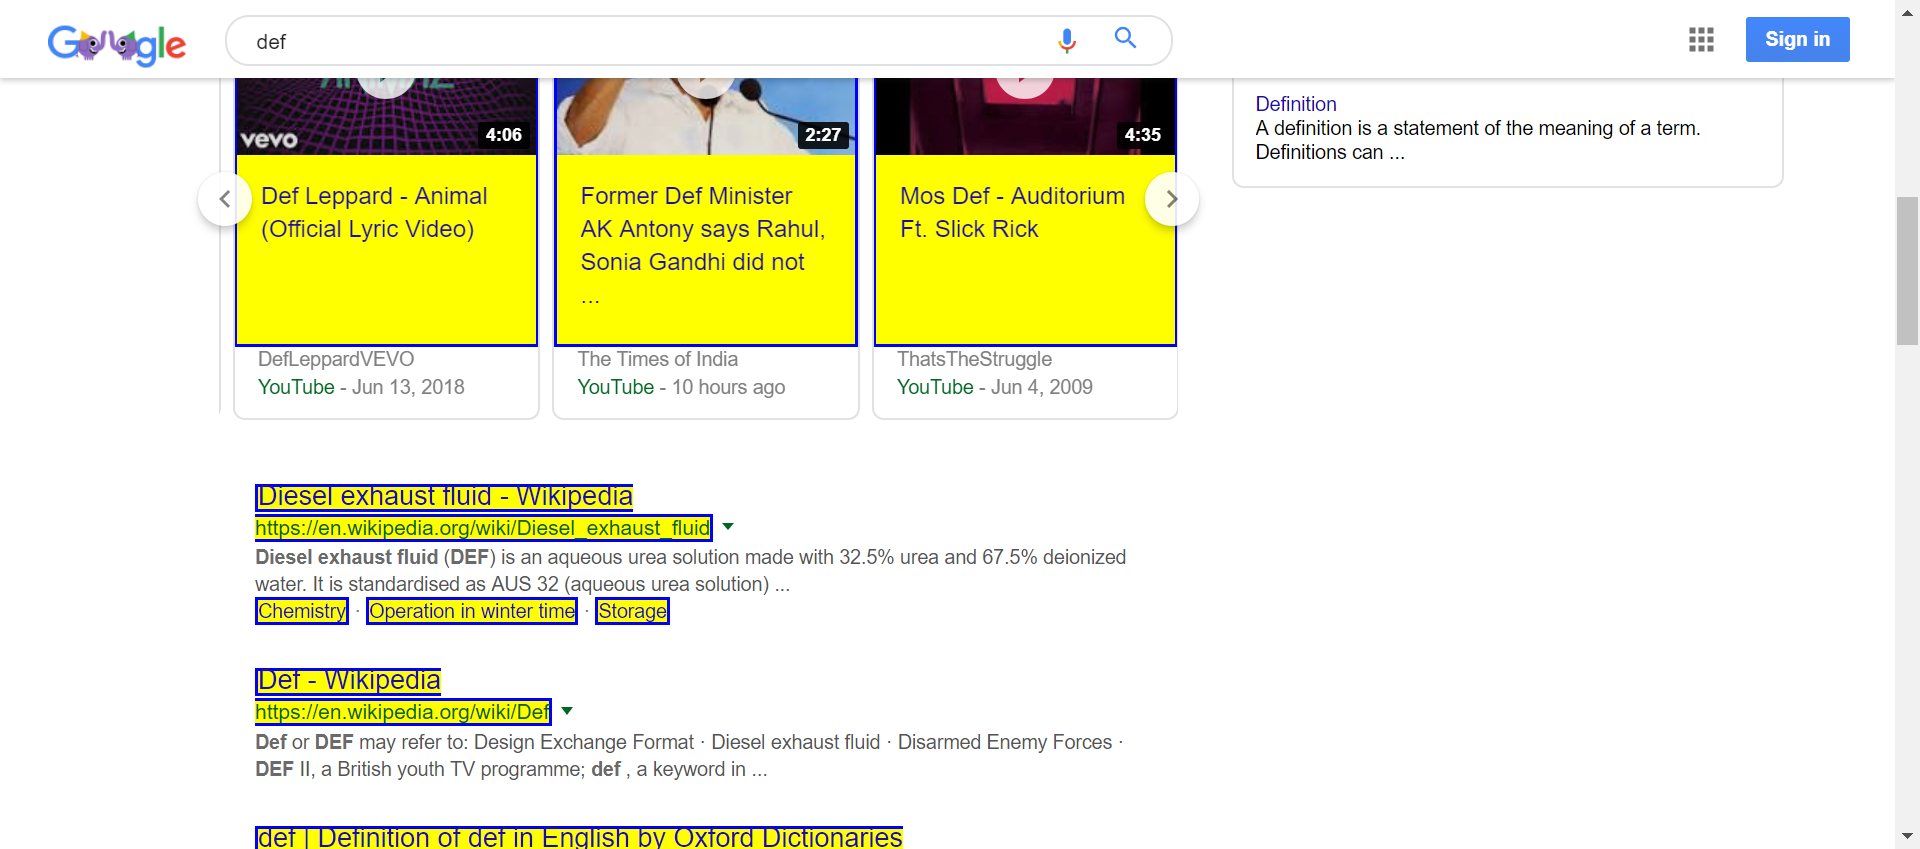 Google
def
Sign in
vevo
4:06
2:27
4:35
Def Leppard - Animal
(Official Lyric Video)
DefLeppardVEVO
YouTube - Jun 13, 2018
Former Def Minister
AK Antony says Rahul,
Sonia Gandhi did not
...
The Times of India
YouTube - 10 hours ago
Mos Def - Auditorium
Ft. Slick Rick
ThatsTheStruggle
YouTube - Jun 4, 2009
Definition
A definition is a statement of the meaning of a term.
Definitions can ...
Diesel exhaust fluid - Wikipedia
https://en.wikipedia.org/wiki/Diesel_exhaust_fluid
Diesel exhaust fluid (DEF) is an aqueous urea solution made with 32.5% urea and 67.5% deionized
water. It is standardised as AUS 32 (aqueous urea solution) ...
Chemistry · Operation in winter time · Storage
Def - Wikipedia
https://en.wikipedia.org/wiki/Def
Def or DEF may refer to: Design Exchange Format · Diesel exhaust fluid · Disarmed Enemy Forces ·
DEF II, a British youth TV programme; def , a keyword in ...
def | Definition of def in English by Oxford Dictionaries